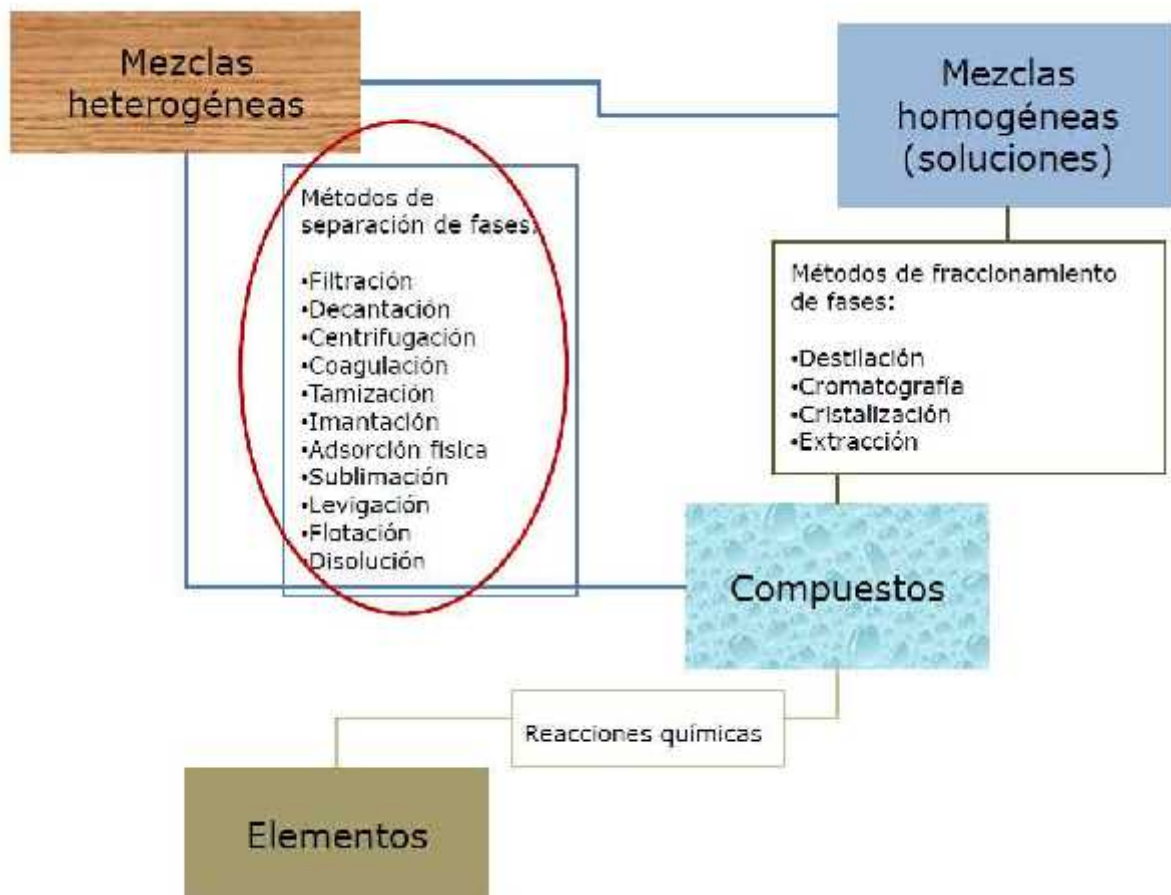 Mezclas
heterogéneas
Mezclas
homogéneas
(soluciones)
Métodos de
separación de fases:
•Filtración
•Decantación
•Centrifugación
•Coagulación
•Tamización
•Imantación
•Adsorción física
•Sublimación
•Levigación
•Flotación
•Disolución
Métodos de fraccionamiento
de fases:
•Destilación
•Cromatografía
•Cristalización
•Extracción
Compuestos
Reacciones químicas
Elementos